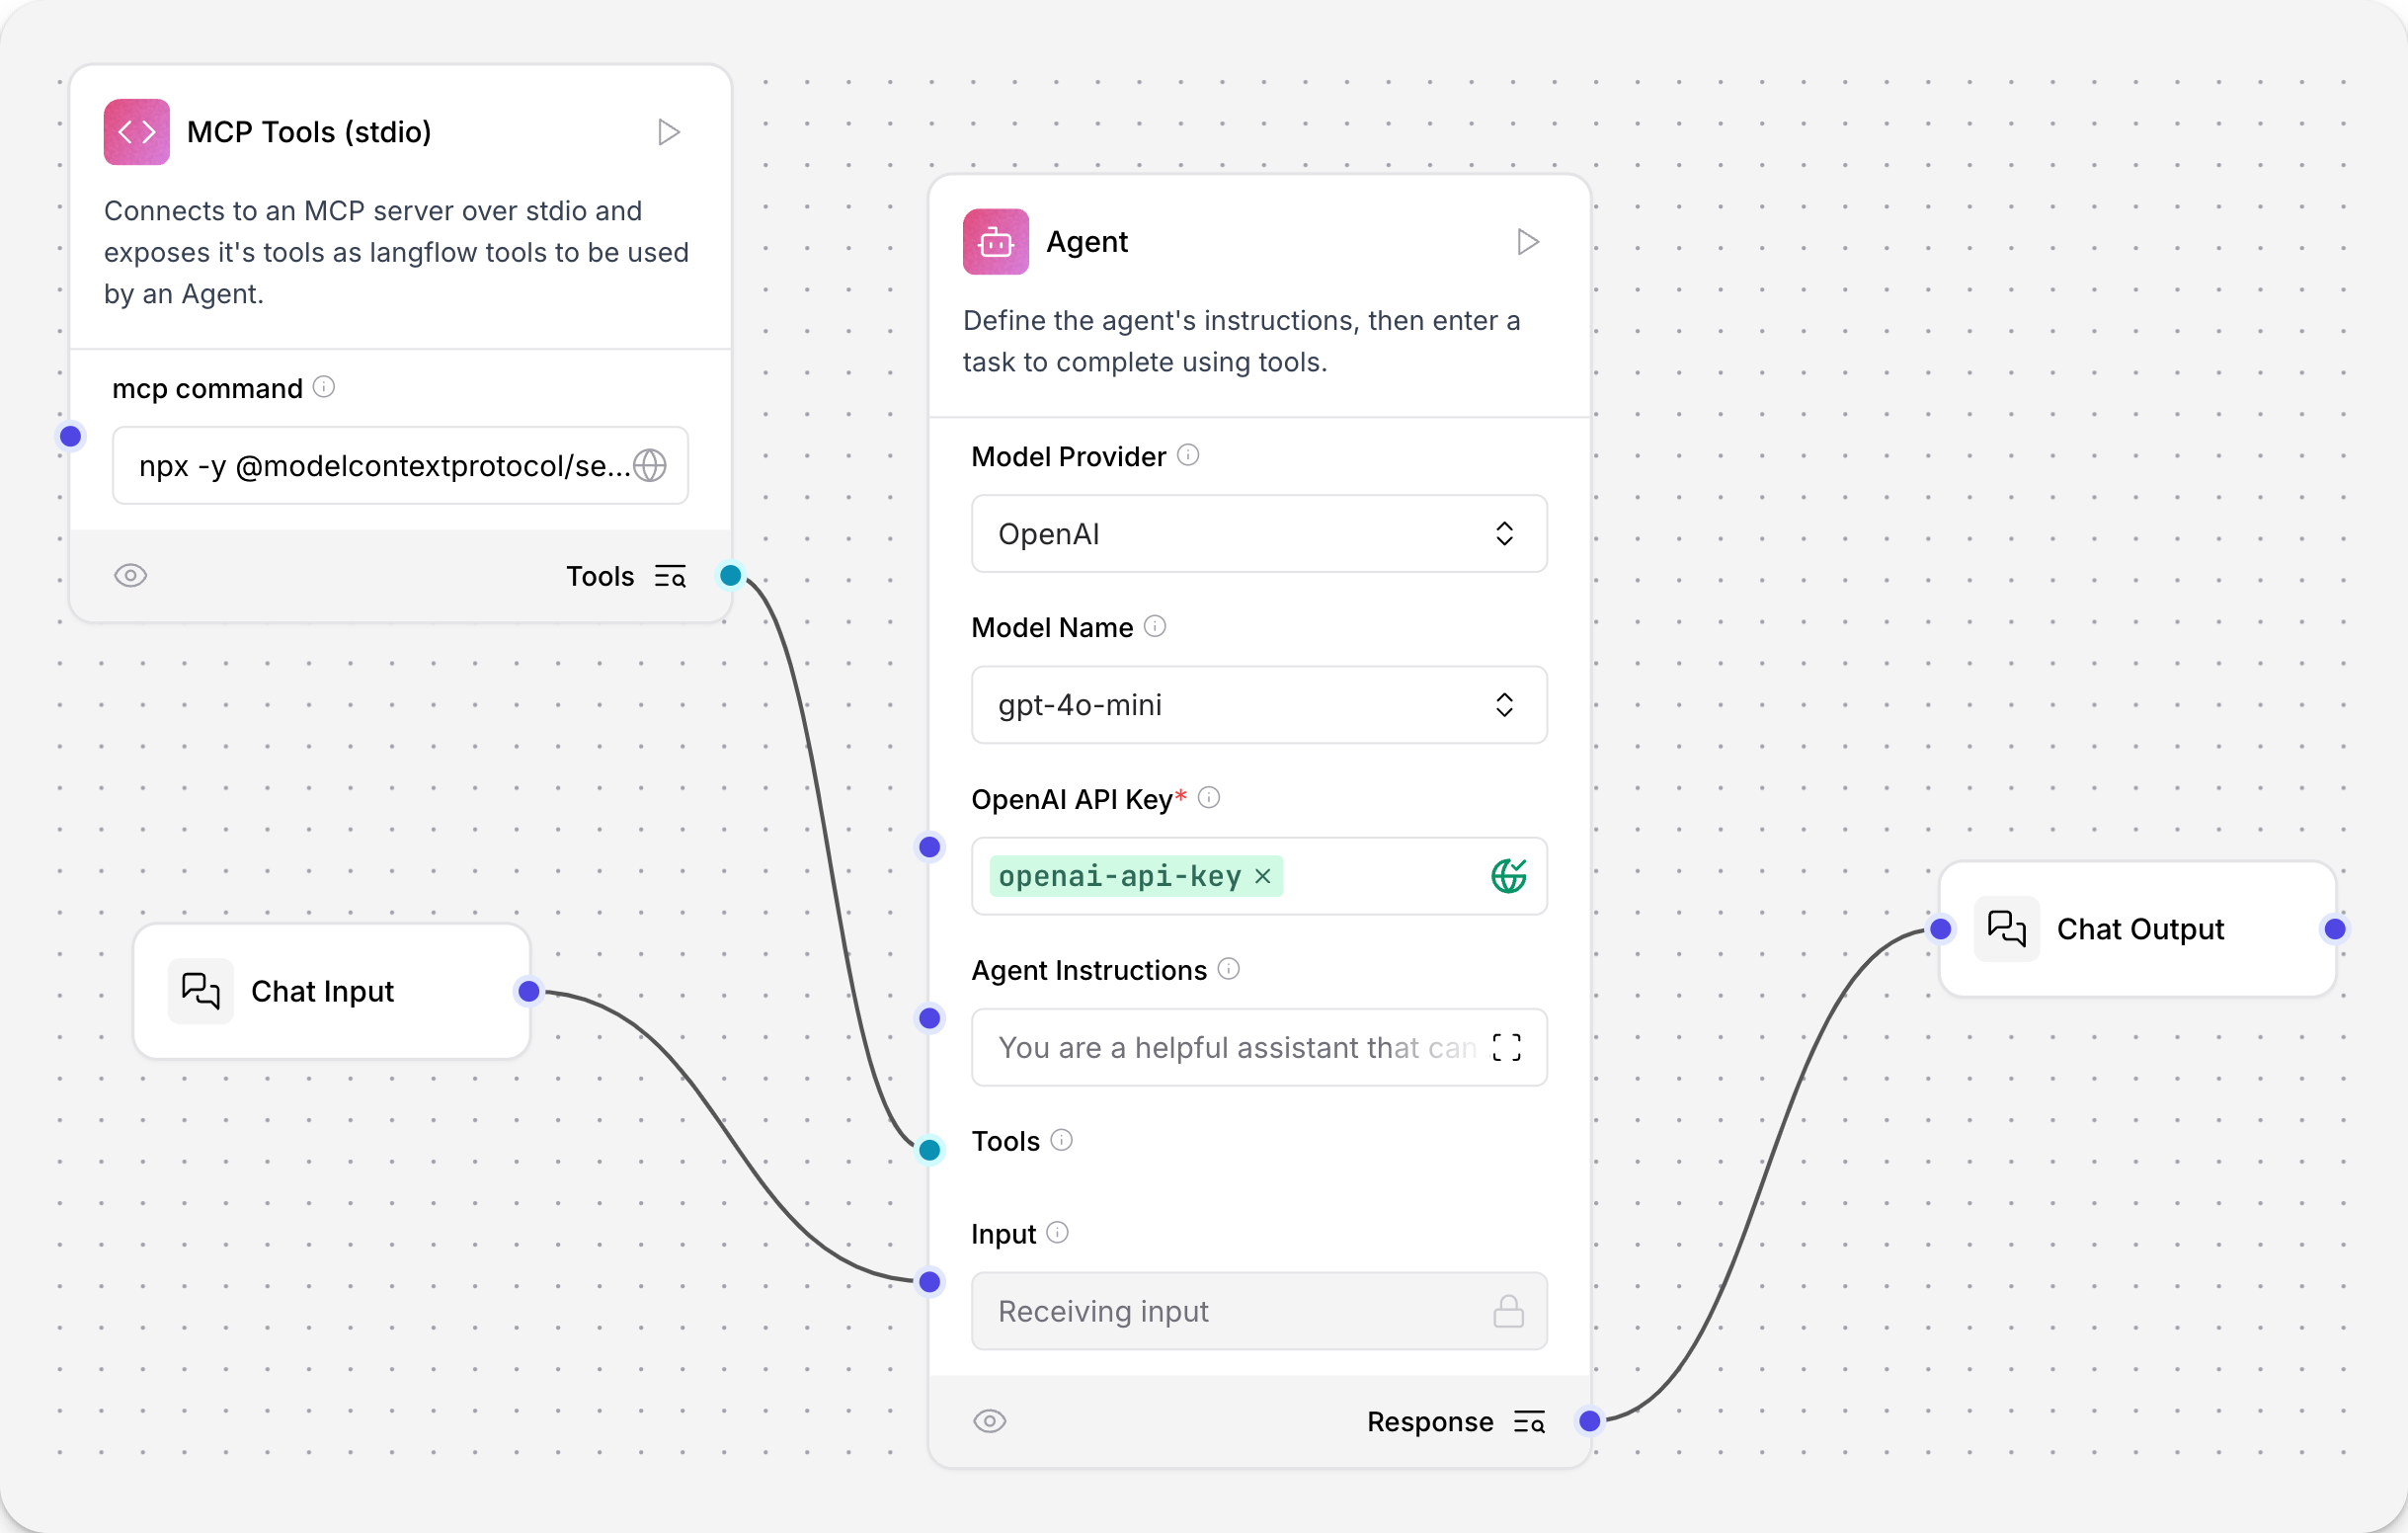 MCP Tools (stdio)
Connects to an MCP server over stdio and
exposes it's tools as langflow tools to be used
by an Agent.
mcp command
npx -y @modelcontextprotocol/se...
Tools
Chat Input
Agent
Define the agent's instructions, then enter a
task to complete using tools.
Model Provider
OpenAI
Model Name
gpt-4o-mini
OpenAI API Key*
openai-api-key ×
Agent Instructions
You are a helpful assistant that can
Tools
Input
Receiving input
Response
Chat Output